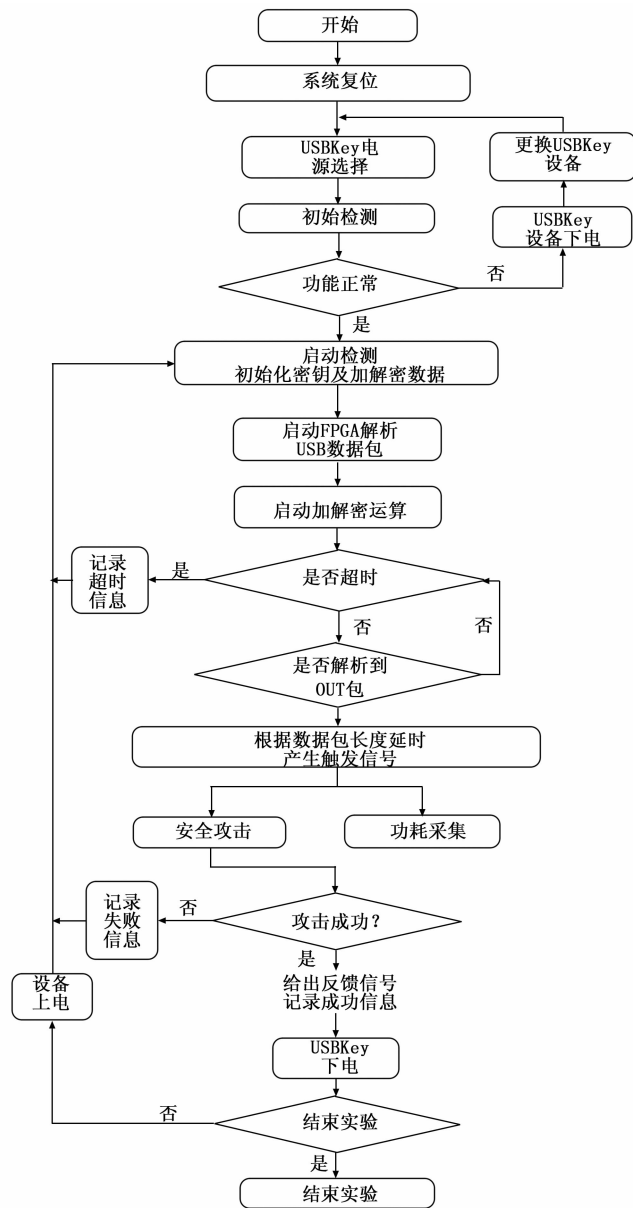 开始
系统复位
USBKey电
源选择
更换USBKey
设备
初始检测
USBKey
设备下电
功能正常
否
是
启动检测
初始化密钥及加解密数据
启动FPGA解析
USB数据包
启动加解密运算
记录
超时
信息
是
是否超时
否
否
是否解析到
OUT包
根据数据包长度延时
产生触发信号
安全攻击
功耗采集
记录
失败
信息
否
攻击成功?
是
设备
上电
给出反馈信号
记录成功信息
USBKey
下电
否
结束实验
是
结束实验